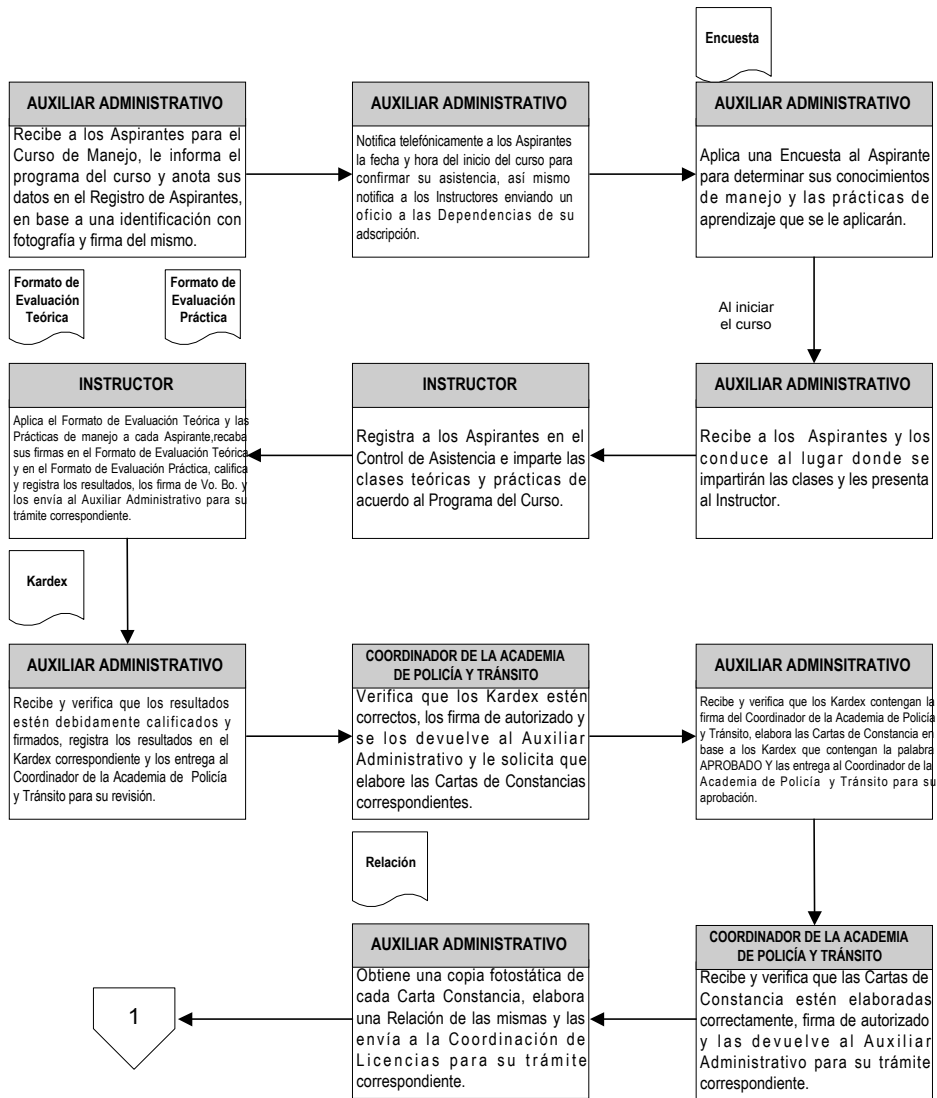 Encuesta
AUXILIAR ADMINISTRATIVO
Recibe a los Aspirantes para el
Curso de Manejo, le informa el
programa del curso y anota sus
datos en el Registro de Aspirantes,
en base a una identificación con
fotografía y firma del mismo.
AUXILIAR ADMINISTRATIVO
Notifica telefónicamente a los Aspirantes
la fecha y hora del inicio del curso para
confirmar su asistencia, así mismo
notifica a los Instructores enviando un
oficio a las Dependencias de su
adscripción.
AUXILIAR ADMINISTRATIVO
Aplica una Encuesta al Aspirante
para determinar sus conocimientos
de manejo y las prácticas de
aprendizaje que se le aplicarán.
Al iniciar
el curso
AUXILIAR ADMINISTRATIVO
Recibe a los Aspirantes y los
conduce al lugar donde se
impartirán las clases y les presenta
al Instructor.
INSTRUCTOR
Registra a los Aspirantes en el
Control de Asistencia e imparte las
clases teóricas y prácticas de
acuerdo al Programa del Curso.
Formato de
Evaluación
Teórica
Formato de
Evaluación
Práctica
INSTRUCTOR
Aplica el Formato de Evaluación Teórica y las
Prácticas de manejo a cada Aspirante,recaba
sus firmas en el Formato de Evaluación Teórica
y en el Formato de Evaluación Práctica, califica
y registra los resultados, los firma de Vo. Bo. y
los envía al Auxiliar Administrativo para su
trámite correspondiente.
Kardex
AUXILIAR ADMINISTRATIVO
Recibe y verifica que los resultados
estén debidamente calificados y
firmados, registra los resultados en el
Kardex correspondiente y los entrega al
Coordinador de la Academia de Policía
y Tránsito para su revisión.
COORDINADOR DE LA ACADEMIA
DE POLICÍA Y TRÁNSITO
Verifica que los Kardex estén
correctos, los firma de autorizado y
se los devuelve al Auxiliar
Administrativo y le solicita que
elabore las Cartas de Constancias
correspondientes.
AUXILIAR ADMINSITRATIVO
Recibe y verifica que los Kardex contengan la
firma del Coordinador de la Academia de Policía
y Tránsito, elabora las Cartas de Constancia en
base a los Kardex que contengan la palabra
APROBADO Y las entrega al Coordinador de la
Academia de Policía y Tránsito para su
aprobación.
COORDINADOR DE LA ACADEMIA
DE POLICÍA Y TRÁNSITO
Recibe y verifica que las Cartas de
Constancia estén elaboradas
correctamente, firma de autorizado
y las devuelve al Auxiliar
Administrativo para su trámite
correspondiente.
Relación
AUXILIAR ADMINISTRATIVO
Obtiene una copia fotostática de
cada Carta Constancia, elabora
una Relación de las mismas y las
envía a la Coordinación de
Licencias para su trámite
correspondiente.
1